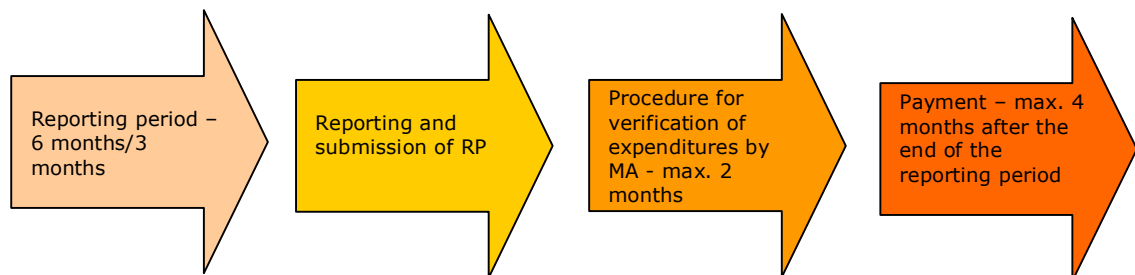 Reporting period –
6 months/3
months
Reporting and
submission of RP
Procedure for
verification of
expenditures by
MA - max. 2
months
Payment – max. 4
months after the
end of the
reporting period